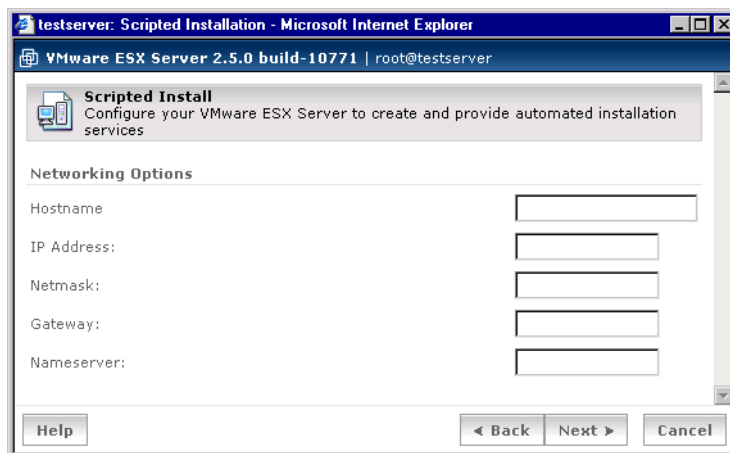 testserver: Scripted Installation - Microsoft Internet Explorer
VMware ESX Server 2.5.0 build-10771 | root@testserver
Scripted Install
Configure your VMware ESX Server to create and provide automated installation
services
Networking Options
Hostname
IP Address:
Netmask:
Gateway:
Nameserver:
Help
Back
Next
Cancel